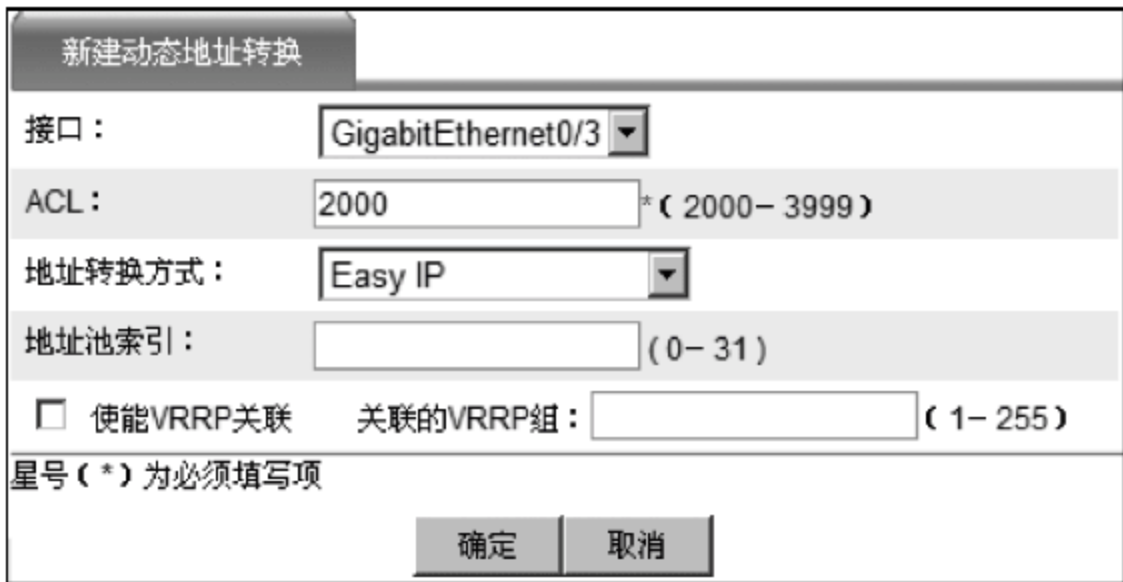 新建动态地址转换
接口： GigabitEthernet0/3
ACL： 2000 *（2000－3999）
地址转换方式： Easy IP
地址池索引： （0－31）
使能VRRP关联 关联的VRRP组： （1－255）
星号（*）为必须填写项
确定 取消